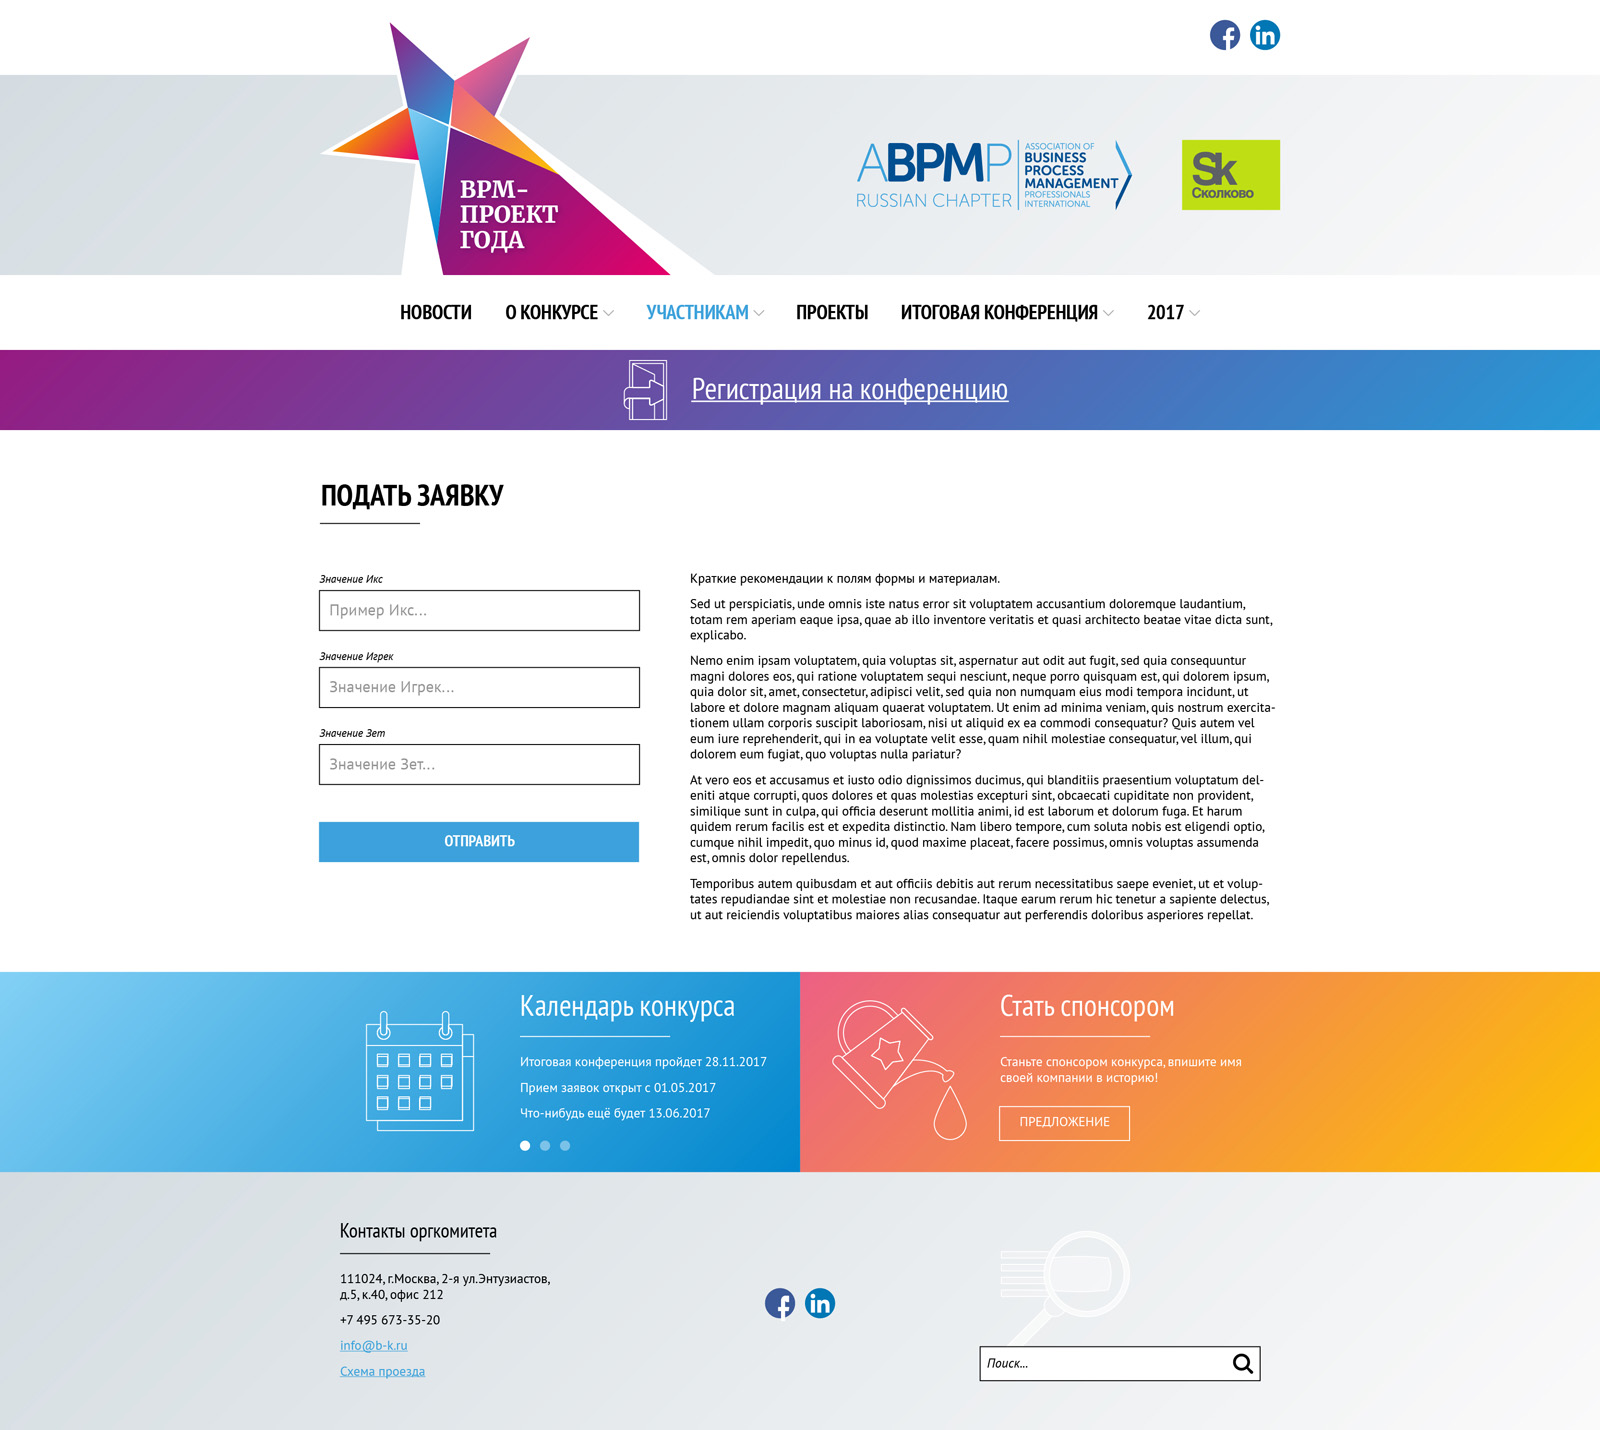 ABPMP
RUSSIAN CHAPTER
ASSOCIATION OF
BUSINESS
PROCESS
MANAGEMENT
PROFESSIONALS
INTERNATIONAL
Sk
Сколково
BPM-
ПРОЕКТ
ГОДА
НОВОСТИ О КОНКУРСЕ УЧАСТНИКАМ ПРОЕКТЫ ИТОГОВАЯ КОНФЕРЕНЦИЯ 2017
Регистрация на конференцию
ПОДАТЬ ЗАЯВКУ
Значение Икс
Пример Икс...
Значение Игрек
Значение Игрек...
Значение Зет
Значение Зет...
ОТПРАВИТЬ
Краткие рекомендации к полям формы и материалам.
Sed ut perspiciatis, unde omnis iste natus error sit voluptatem accusantium doloremque laudantium,
totam rem aperiam eaque ipsa, quae ab illo inventore veritatis et quasi architecto beatae vitae dicta sunt,
explicabo.
Nemo enim ipsam voluptatem, quia voluptas sit, aspernatur aut odit aut fugit, sed quia consequuntur
magni dolores eos, qui ratione voluptatem sequi nesciunt, neque porro quisquam est, qui dolorem ipsum,
quia dolor sit, amet, consectetur, adipisci velit, sed quia non numquam eius modi tempora incidunt, ut
labore et dolore magnam aliquam quaerat voluptatem. Ut enim ad minima veniam, quis nostrum exercita-
tionem ullam corporis suscipit laboriosam, nisi ut aliquid ex ea commodi consequatur? Quis autem vel
eum iure reprehenderit, qui in ea voluptate velit esse, quam nihil molestiae consequatur, vel illum, qui
dolorem eum fugiat, quo voluptas nulla pariatur?
At vero eos et accusamus et iusto odio dignissimos ducimus, qui blanditiis praesentium voluptatum del-
eniti atque corrupti, quos dolores et quas molestias excepturi sint, obcaecati cupiditate non provident,
similique sunt in culpa, qui officia deserunt mollitia animi, id est laborum et dolorum fuga. Et harum
quidem rerum facilis est et expedita distinctio. Nam libero tempore, cum soluta nobis est eligendi optio,
cumque nihil impedit, quo minus id, quod maxime placeat, facere possimus, omnis voluptas assumenda
est, omnis dolor repellendus.
Temporibus autem quibusdam et aut officiis debitis aut rerum necessitatibus saepe eveniet, ut et volup-
tates repudiandae sint et molestiae non recusandae. Itaque earum rerum hic tenetur a sapiente delectus,
ut aut reiciendis voluptatibus maiores alias consequatur aut perferendis doloribus asperiores repellat.
Календарь конкурса
Итоговая конференция пройдет 28.11.2017
Прием заявок открыт с 01.05.2017
Что-нибудь ещё будет 13.06.2017
Стать спонсором
Станьте спонсором конкурса, впишите имя
своей компании в историю!
ПРЕДЛОЖЕНИЕ
Контакты оргкомитета
111024, г.Москва, 2-я ул.Энтузиастов,
д.5, к.40, офис 212
+7 495 673-35-20
info@b-k.ru
Схема проезда
Поиск...